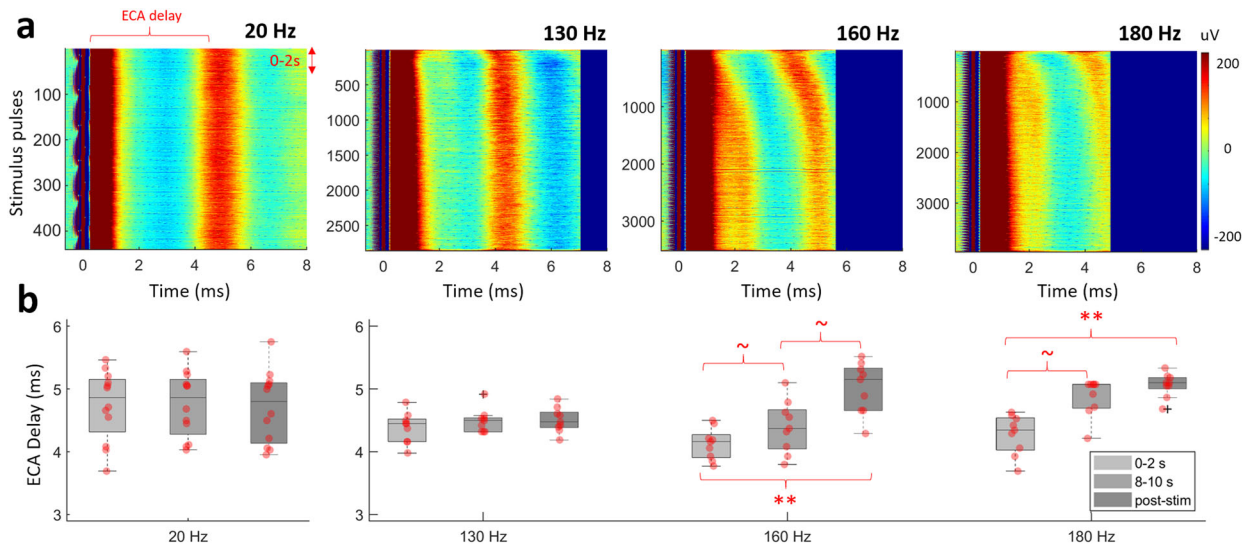 a
ECA delay
20 Hz
130 Hz
160 Hz
180 Hz
uV
0-2s
Stimulus pulses
100
200
300
400
500
1000
1500
2000
2500
1000
2000
3000
1000
2000
3000
200
0
-200
0 2 4 6 8
0 2 4 6 8
0 2 4 6 8
0 2 4 6 8
Time (ms)
Time (ms)
Time (ms)
Time (ms)
b
ECA Delay (ms)
6
5
4
3
6
5
4
3
~
~
**
**
~
+
+
0-2 s
8-10 s
post-stim
20 Hz
130 Hz
160 Hz
180 Hz